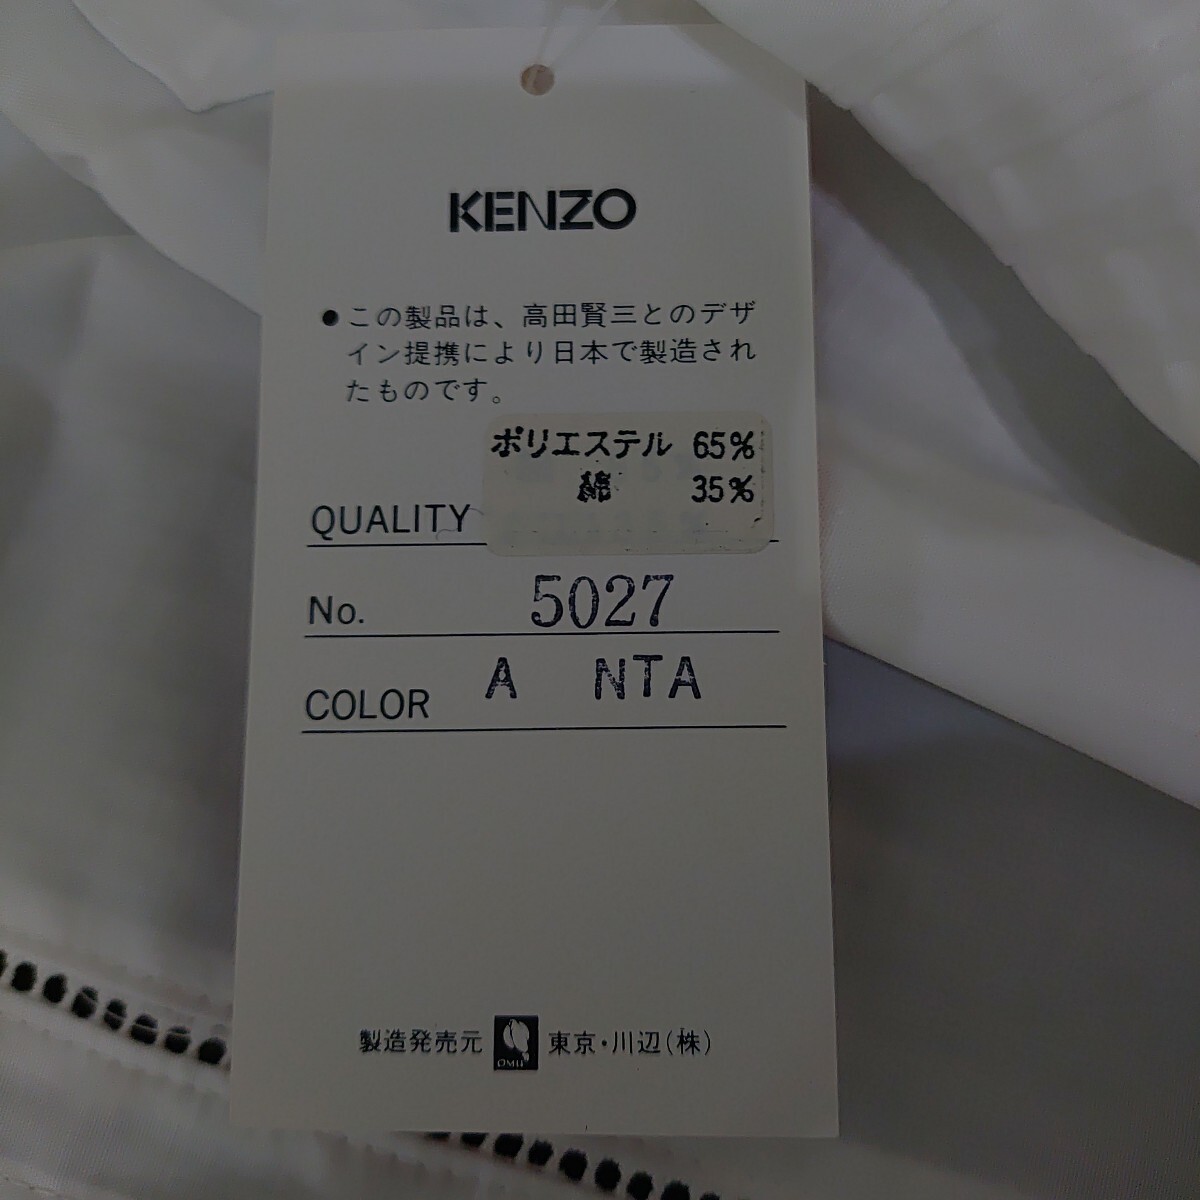 KENZO
●この製品は、高田賢三とのデザ
イン提携により日本で製造され
たものです。
ポリエステル 65%
綿 35%
QUALITY
No. 5027
COLOR A NTA
製造発売元 OMU 東京・川辺(株)